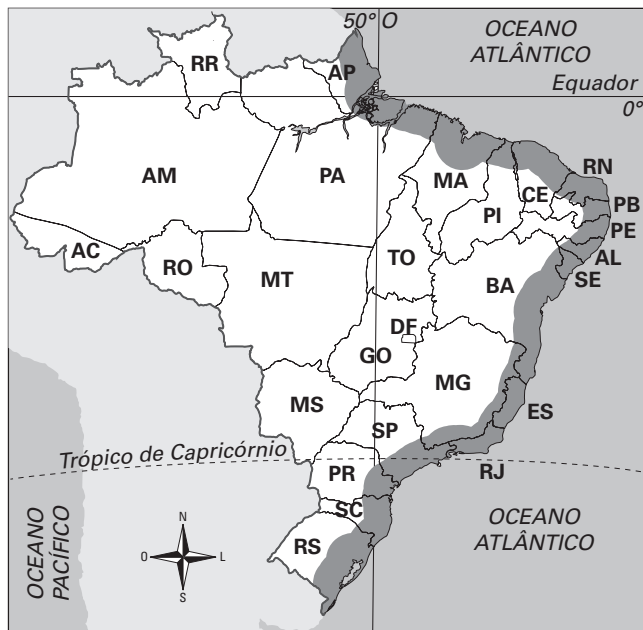 50° O
OCEANO
ATLÂNTICO
RR
AP
Equador
0°
AM
PA
MA
CE
RN
PB
PI
PE
AL
SE
AC
RO
TO
MT
BA
DF
GO
MG
MS
ES
SP
Trópico de Capricórnio
RJ
PR
SC
RS
OCEANO
PACÍFICO
N
O
L
S
OCEANO
ATLÂNTICO